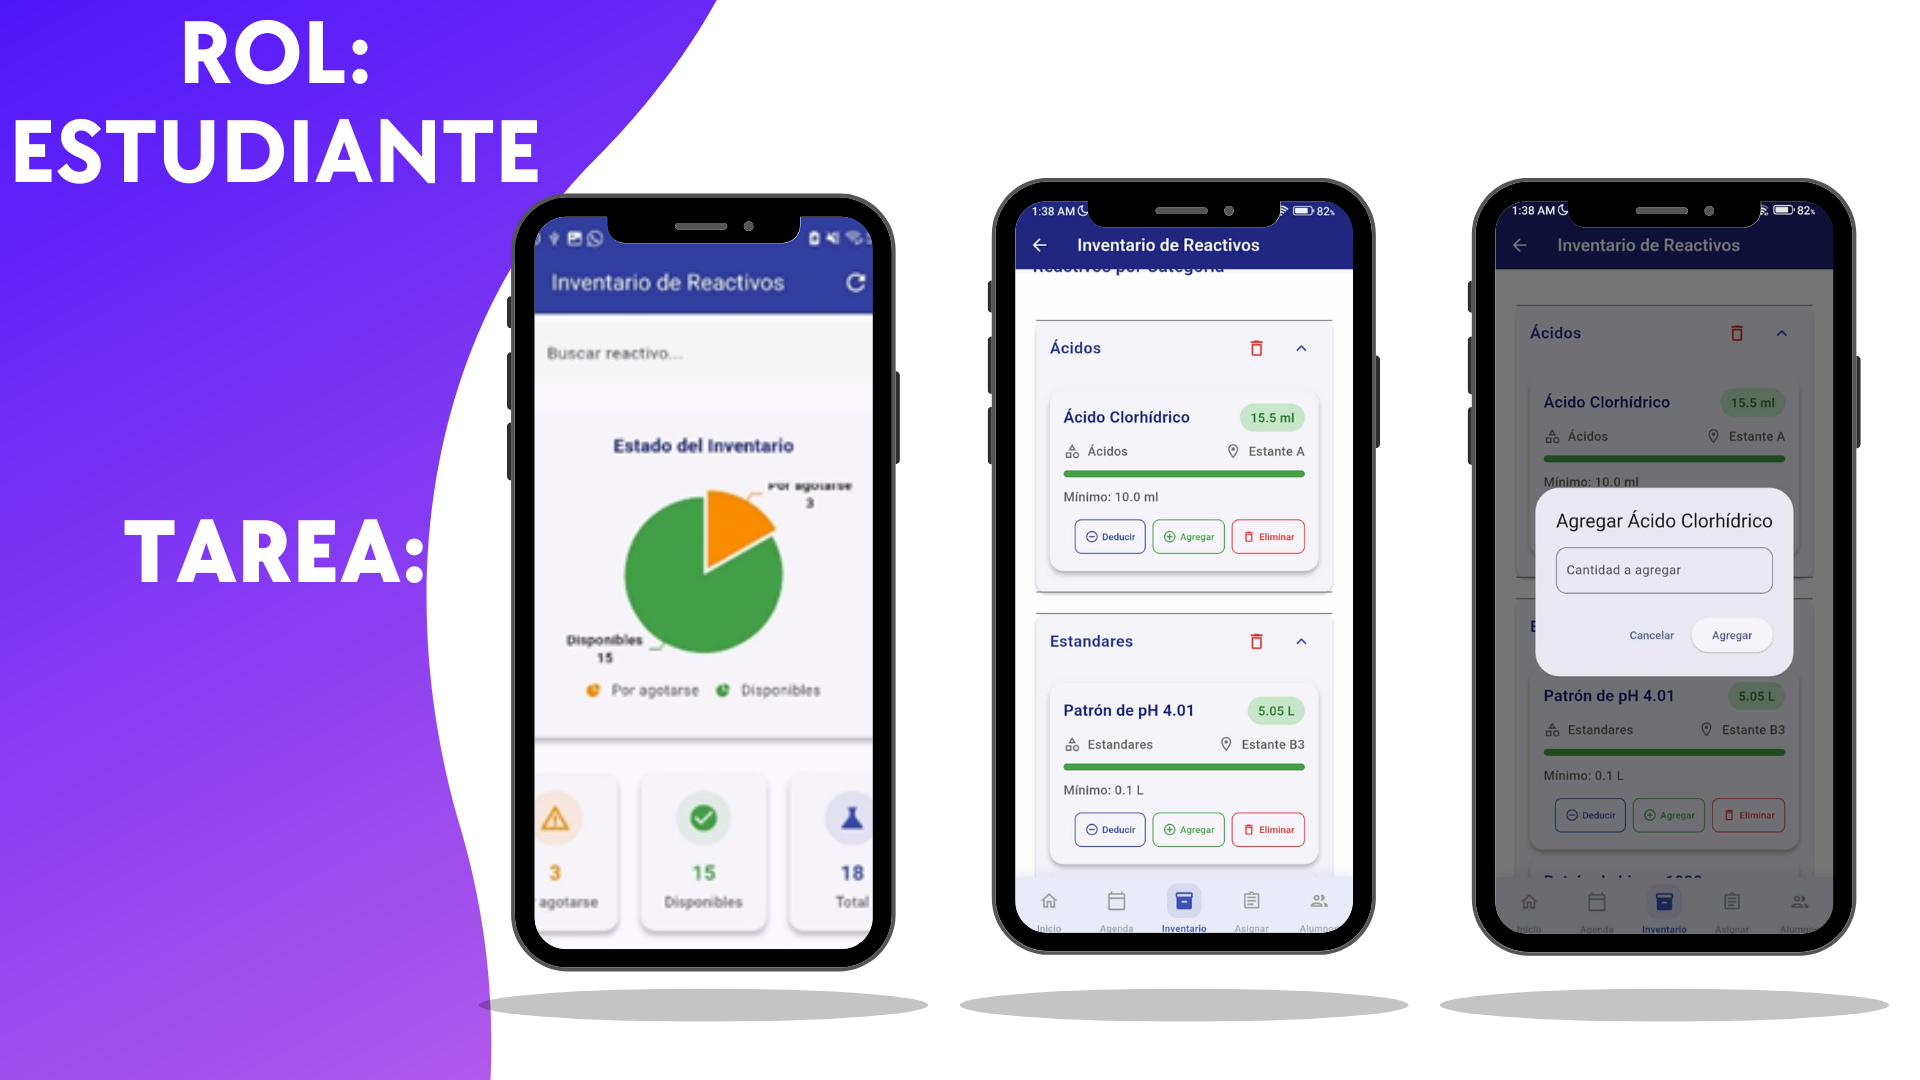 ROL:
ESTUDIANTE
TAREA:
Inventario de Reactivos
Buscar reactivo...
Estado del Inventario
Por agotarse
3
Disponibles
15
Por agotarse
Disponibles
3
agotarse
15
Disponibles
18
Total
1:38 AM
82%
Inventario de Reactivos
Reactivos por Categoría
Ácidos
Ácido Clorhídrico
15.5 ml
Ácidos
Estante A
Mínimo: 10.0 ml
Deducir
Agregar
Eliminar
Estandares
Patrón de pH 4.01
5.05 L
Estandares
Estante B3
Mínimo: 0.1 L
Deducir
Agregar
Eliminar
Inicio
Agenda
Inventario
Asignar
Alumnos
1:38 AM
82%
Inventario de Reactivos
Ácidos
Ácido Clorhídrico
15.5 ml
Ácidos
Estante A
Mínimo: 10.0 ml
Agregar Ácido Clorhídrico
Cantidad a agregar
Cancelar
Agregar
E
Patrón de pH 4.01
5.05 L
Estandares
Estante B3
Mínimo: 0.1 L
Deducir
Agregar
Eliminar
Inicio
Agenda
Inventario
Asignar
Alumnos